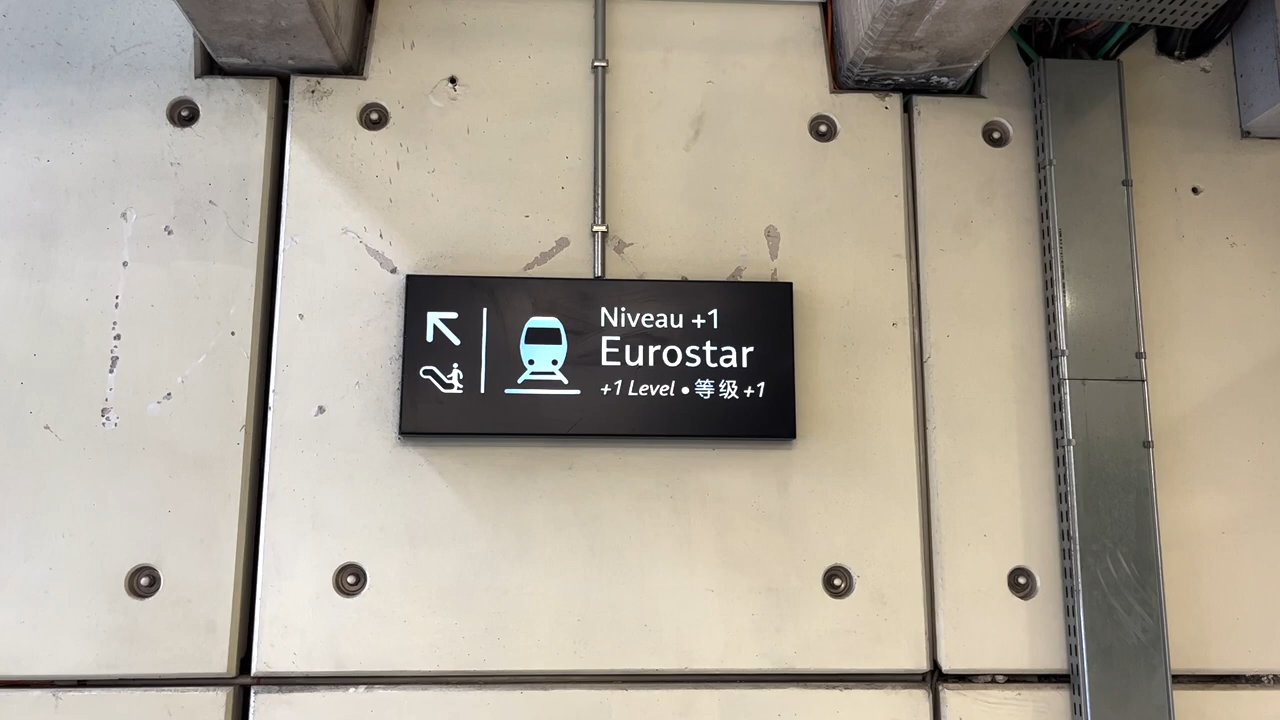 Niveau +1
Eurostar
+1 Level • 等级 +1